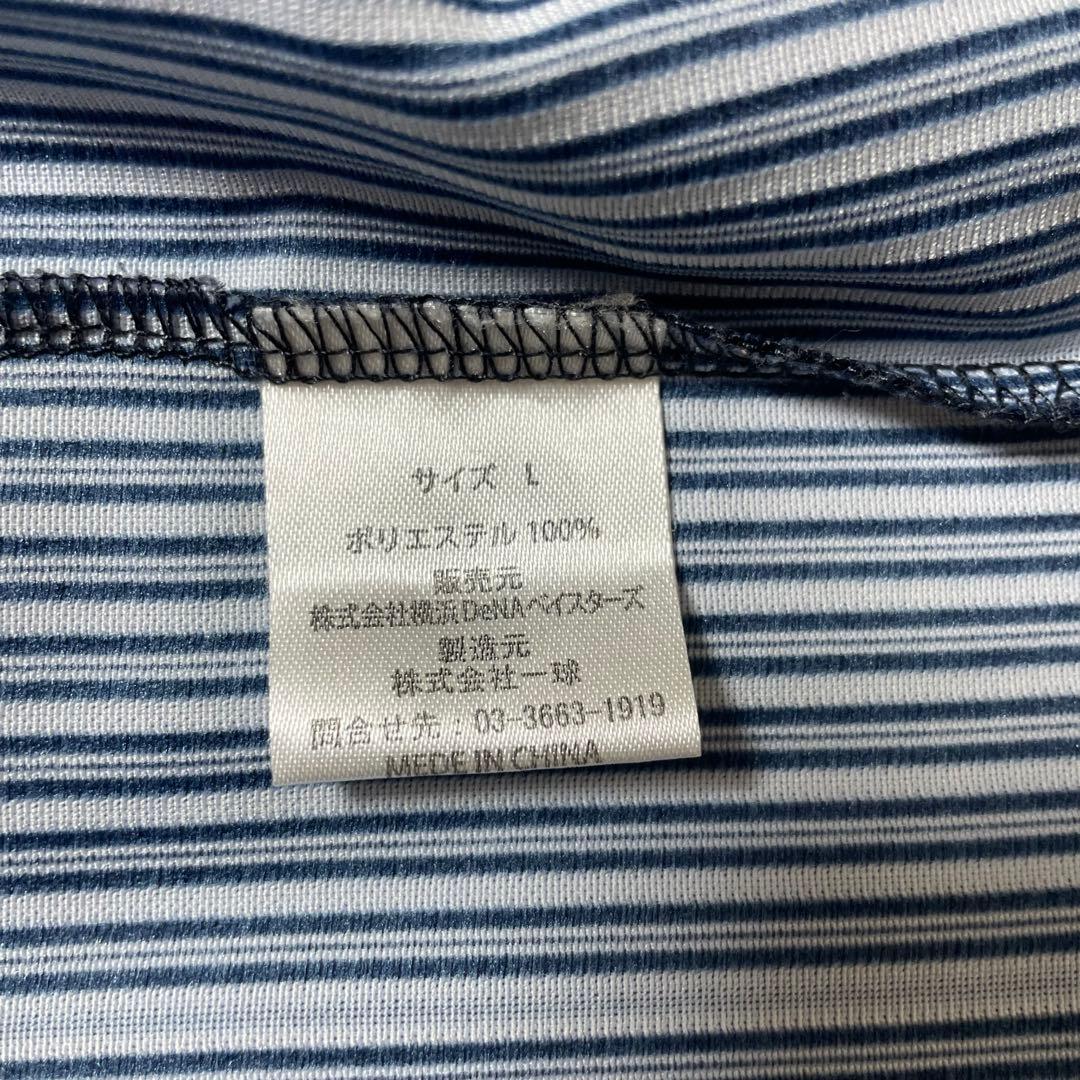 サイズ L
ポリエステル 100%
販売元
株式会社横浜DeNAベイスターズ
製造元
株式会社一球
問合せ先：03-3663-1919
MEDE IN CHINA